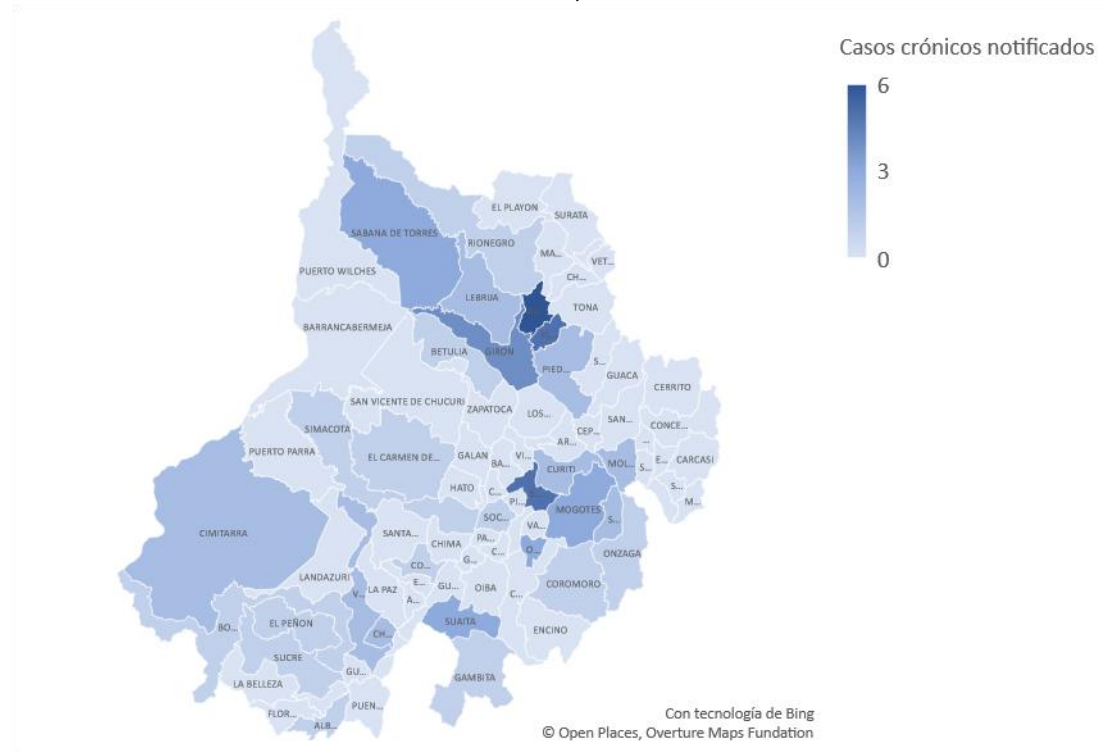 Casos crónicos notificados
6
3
0
EL PLAYON
SURATA
SABANA DE TORRES
RIONEGRO
MA...
VET...
CH...
PUERTO WILCHES
LEBRIJA
TONA
BARRANCABERMEJA
BETULIA
GIRON
PIED...
S...
GUACA
CERRITO
SAN VICENTE DE CHUCURI
ZAPATOCA
LOS...
SAN...
CONCE...
SIMACOTA
CEP...
AR...
...
PUERTO PARRA
EL CARMEN DE...
GALAN
BA...
VI...
CURITI
MOL...
S...
E...
CARCASI
HATO
C...
PI...
S...
M...
MOGOTES
SOC...
VA...
S...
CIMITARRA
SANTA...
CHIMA
PA...
C...
O...
ONZAGA
G...
CO...
LANDAZURI
LA PAZ
E...
GU...
OIBA
C...
COROMORO
V...
A...
BO...
EL PEÑON
CH...
SUAITA
ENCINO
SUCRE
GU...
LA BELLEZA
GAMBITA
FLOR...
PUEN...
ALB...
Con tecnología de Bing
© Open Places, Overture Maps Fundation